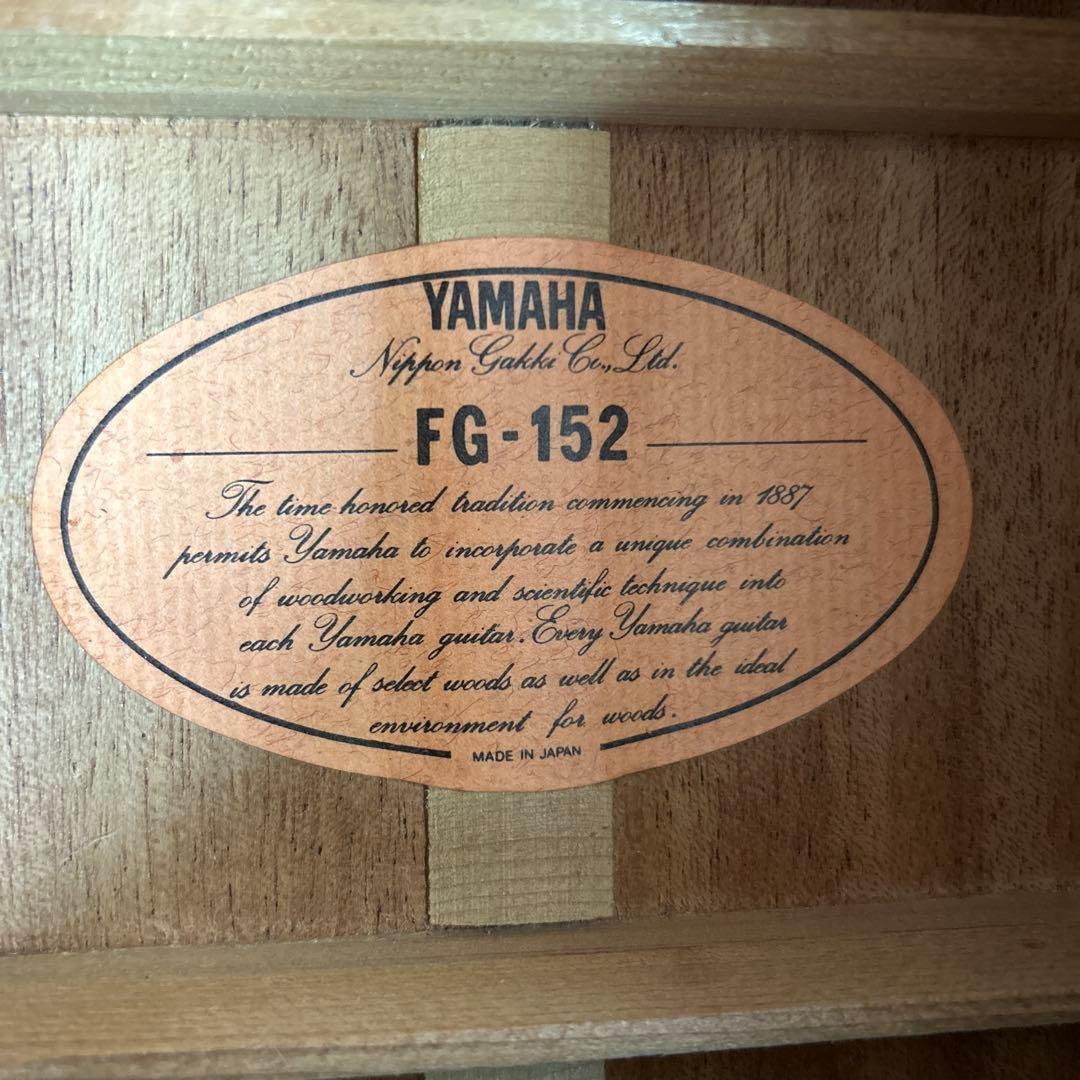 YAMAHA
Nippon Gakki Co., Ltd.
FG-152
The time-honored tradition commencing in 1887
permits Yamaha to incorporate a unique combination
of woodworking and scientific technique into
each Yamaha guitar. Every Yamaha guitar
is made of select woods as well as in the ideal
environment for woods.
MADE IN JAPAN